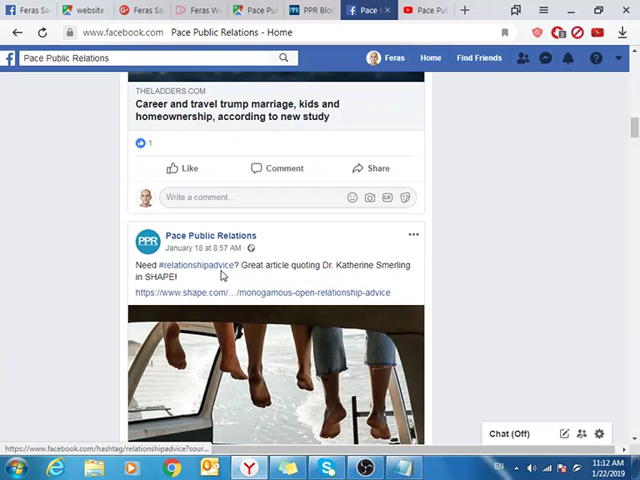 Feras Sa
website
Feras Sa
Feras We
Pace Pul
PPR Blo
Pace
Pace Pul
www.facebook.com
Pace Public Relations - Home
Pace Public Relations
Feras
Home
Find Friends
THELADDERS.COM
Career and travel trump marriage, kids and
homeownership, according to new study
1
Like
Comment
Share
Write a comment...
GIF
PPR
Pace Public Relations
January 18 at 8:57 AM
Need #relationshipadvice? Great article quoting Dr. Katherine Smerling
in SHAPE!
https://www.shape.com/…/monogamous-open-relationship-advice
Chat (Off)
https://www.facebook.com/hashtag/relationshipadvice?sour...
EN
11:12 AM
1/22/2019